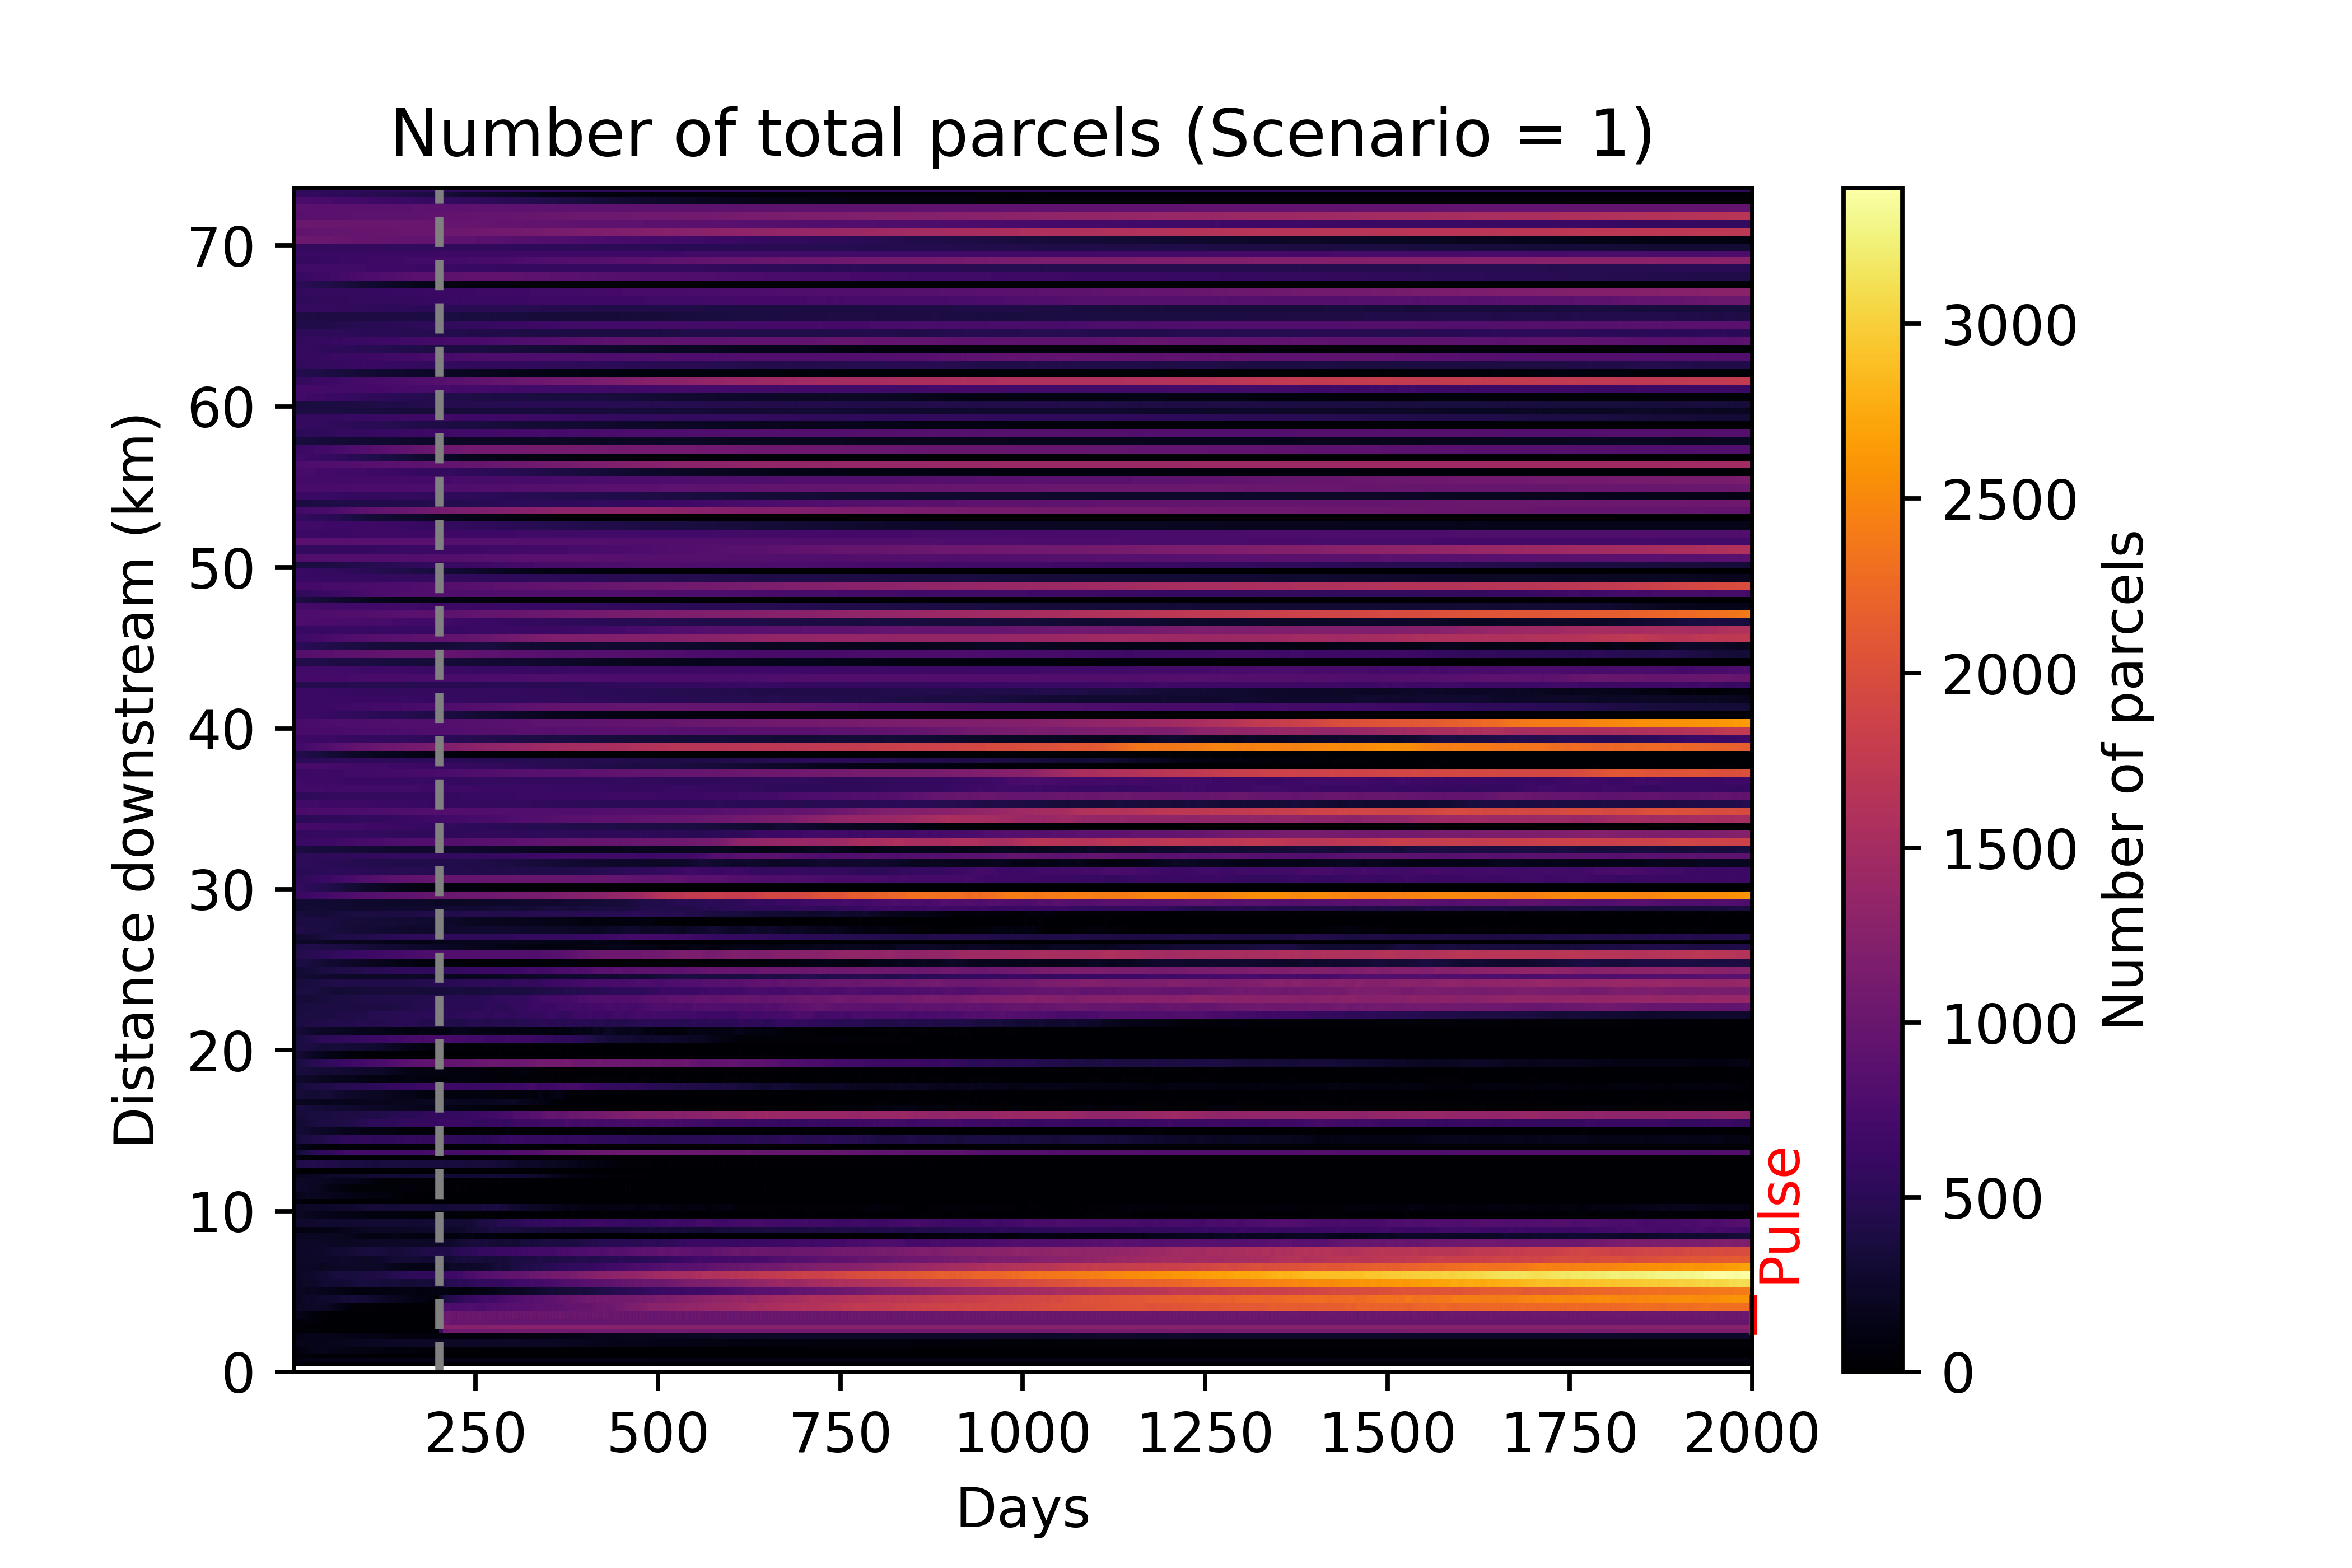 Number of total parcels (Scenario = 1)
Distance downstream (km)
70
60
50
40
30
20
10
0
250 500 750 1000 1250 1500 1750 2000
Days
Pulse
3000
2500
2000
1500
1000
500
0
Number of parcels